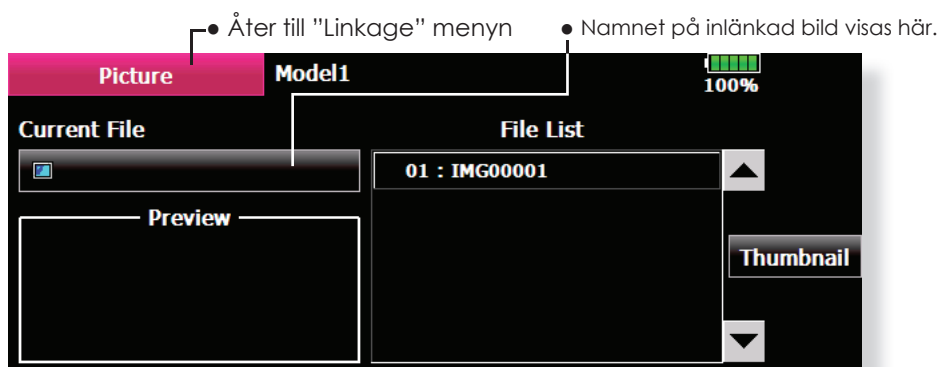 ● Åter till ”Linkage” menyn
● Namnet på inlänkad bild visas här.
Picture
Model1
100%
Current File
File List
01 : IMG00001
Preview
Thumbnail